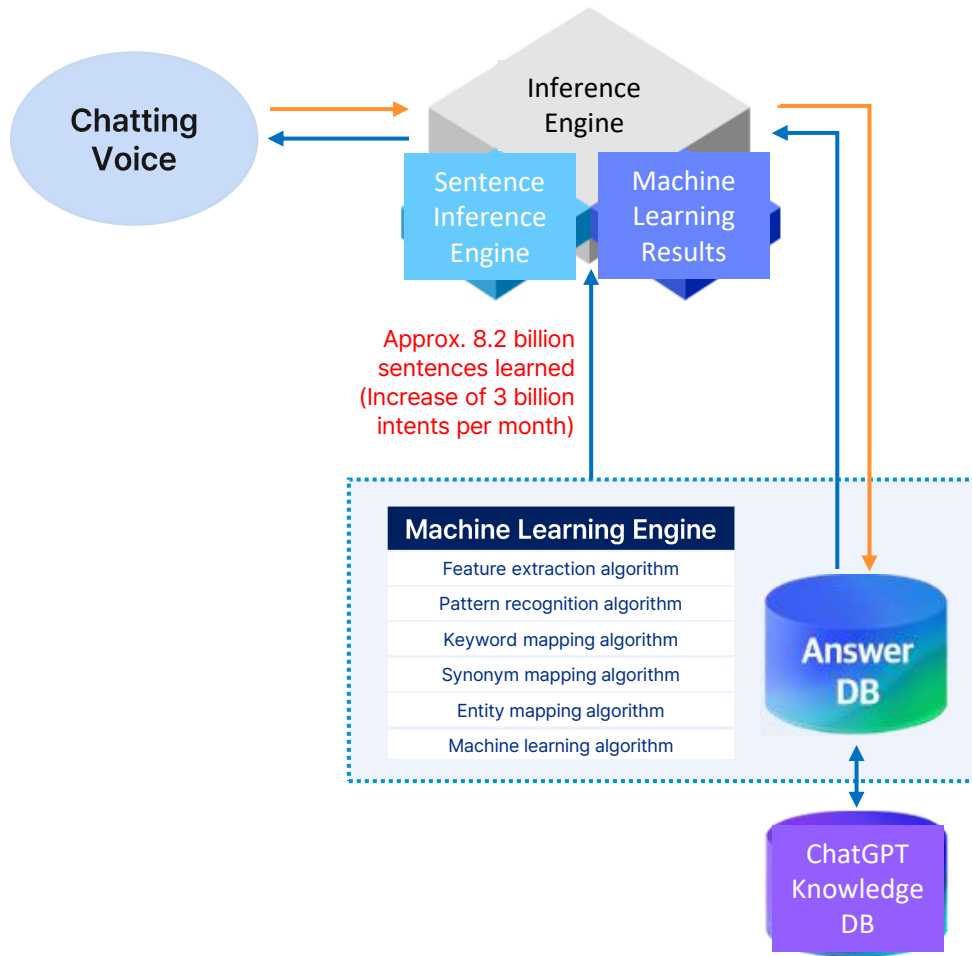 Chatting
Voice
Inference
Engine
Sentence
Inference
Engine
Machine
Learning
Results
Approx. 8.2 billion
sentences learned
(Increase of 3 billion
intents per month)
Machine Learning Engine
Feature extraction algorithm
Pattern recognition algorithm
Keyword mapping algorithm
Synonym mapping algorithm
Entity mapping algorithm
Machine learning algorithm
Answer
DB
ChatGPT
Knowledge
DB